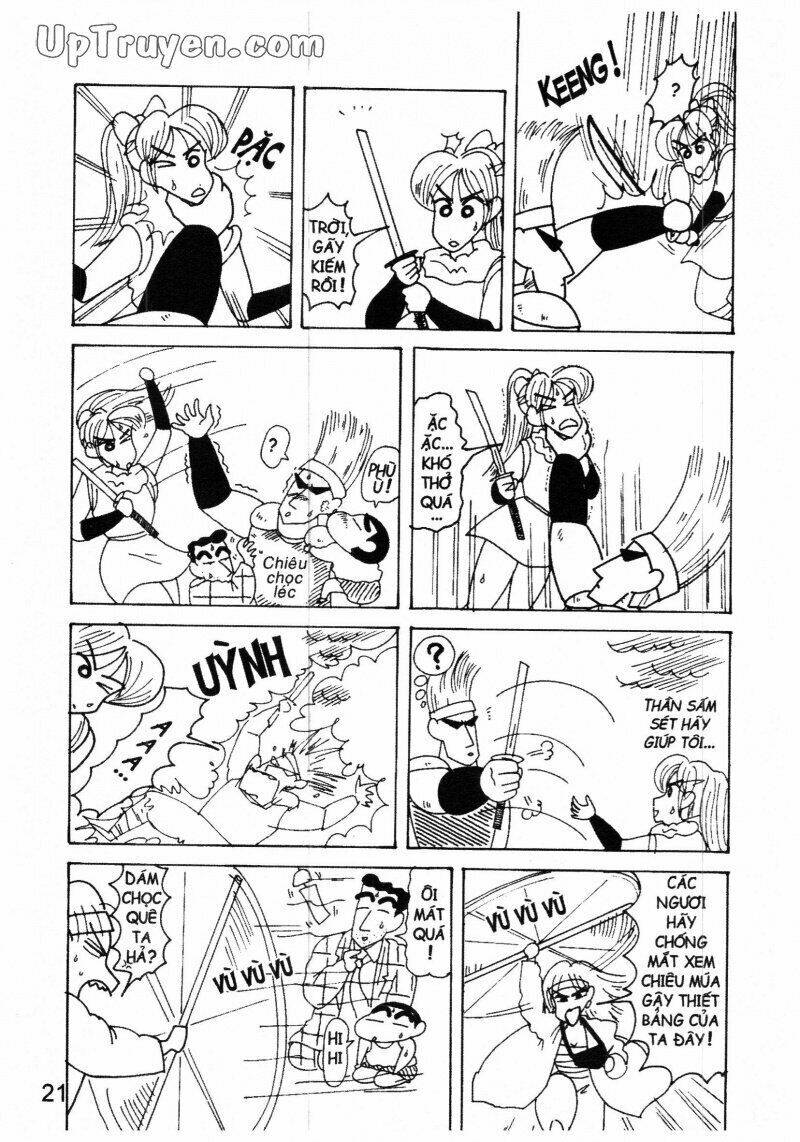 UpTruyen.com
KEENG!
?
TRỜI,
GÃY
KIẾM
RỒI!
PẶC
ẶC
ẶC...
KHÓ
THỞ
QUÁ
...
PHÙ
Ù!
?
"Chiêu
chọc
léc
THẦN SẤM
SÉT HÃY
GIÚP TÔI...
?
UỲNH
A A A..
CÁC
NGƯƠI
HÃY
CHỐNG
MẮT XEM
CHIÊU MÚA
GẬY THIẾT
BẢNG CỦA
TA ĐÂY!
VÙ VÙ VÙ
ÔI
MÁT
QUÁ
!
HI
HI
VÙ VÙ VÙ
DÁM
CHỌC
QUÊ
TA
HẢ?
21